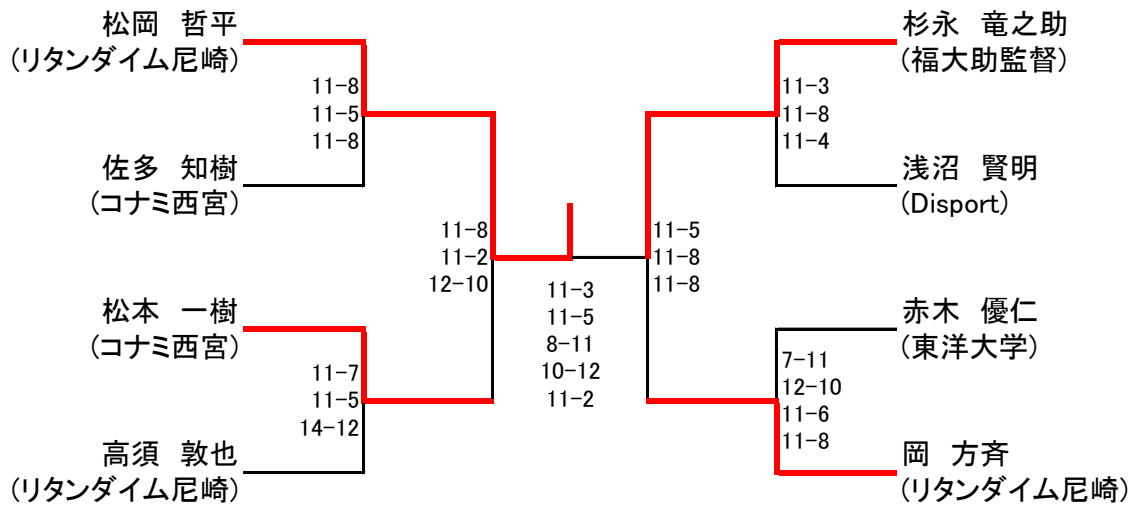 松岡　哲平
(リタンダイム尼崎)
11-8
11-5
11-8
佐多　知樹
(コナミ西宮)
11-8
11-2
12-10
松本　一樹
(コナミ西宮)
11-7
11-5
14-12
高須　敦也
(リタンダイム尼崎)
11-3
11-5
8-11
10-12
11-2
杉永　竜之助
(福大助監督)
11-3
11-8
11-4
浅沼　賢明
(Disport)
11-5
11-8
11-8
赤木　優仁
(東洋大学)
7-11
12-10
11-6
11-8
岡　方斉
(リタンダイム尼崎)